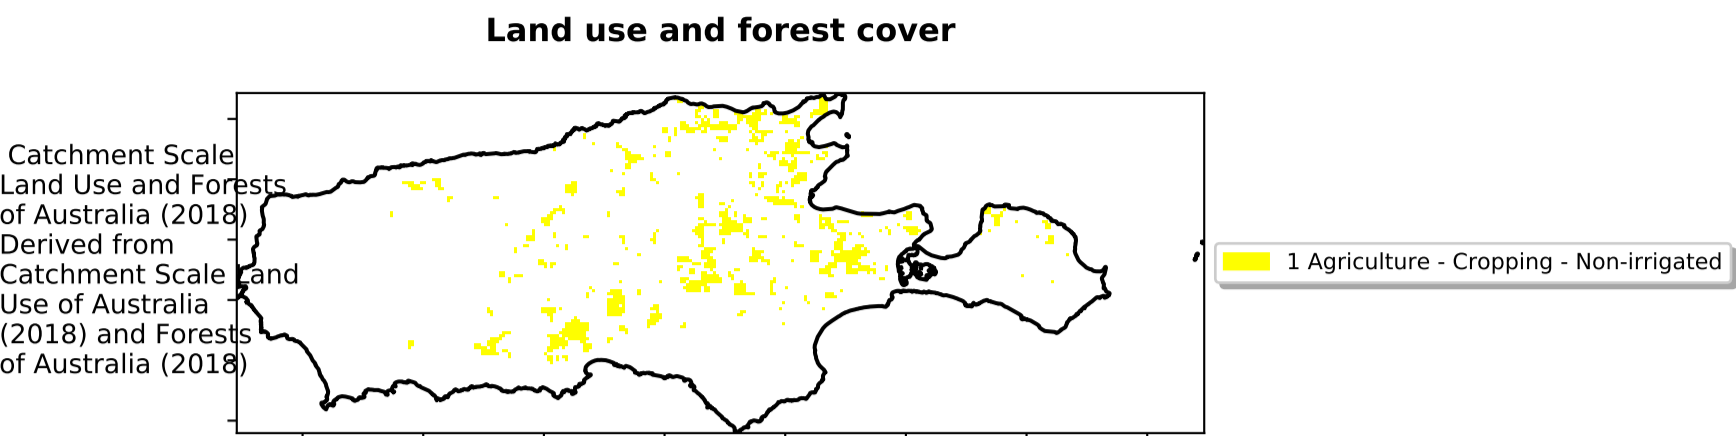 Land use and forest cover
Catchment Scale
Land Use and Forests
of Australia (2018)
Derived from
Catchment Scale Land
Use of Australia
(2018) and Forests
of Australia (2018)
1 Agriculture - Cropping - Non-irrigated